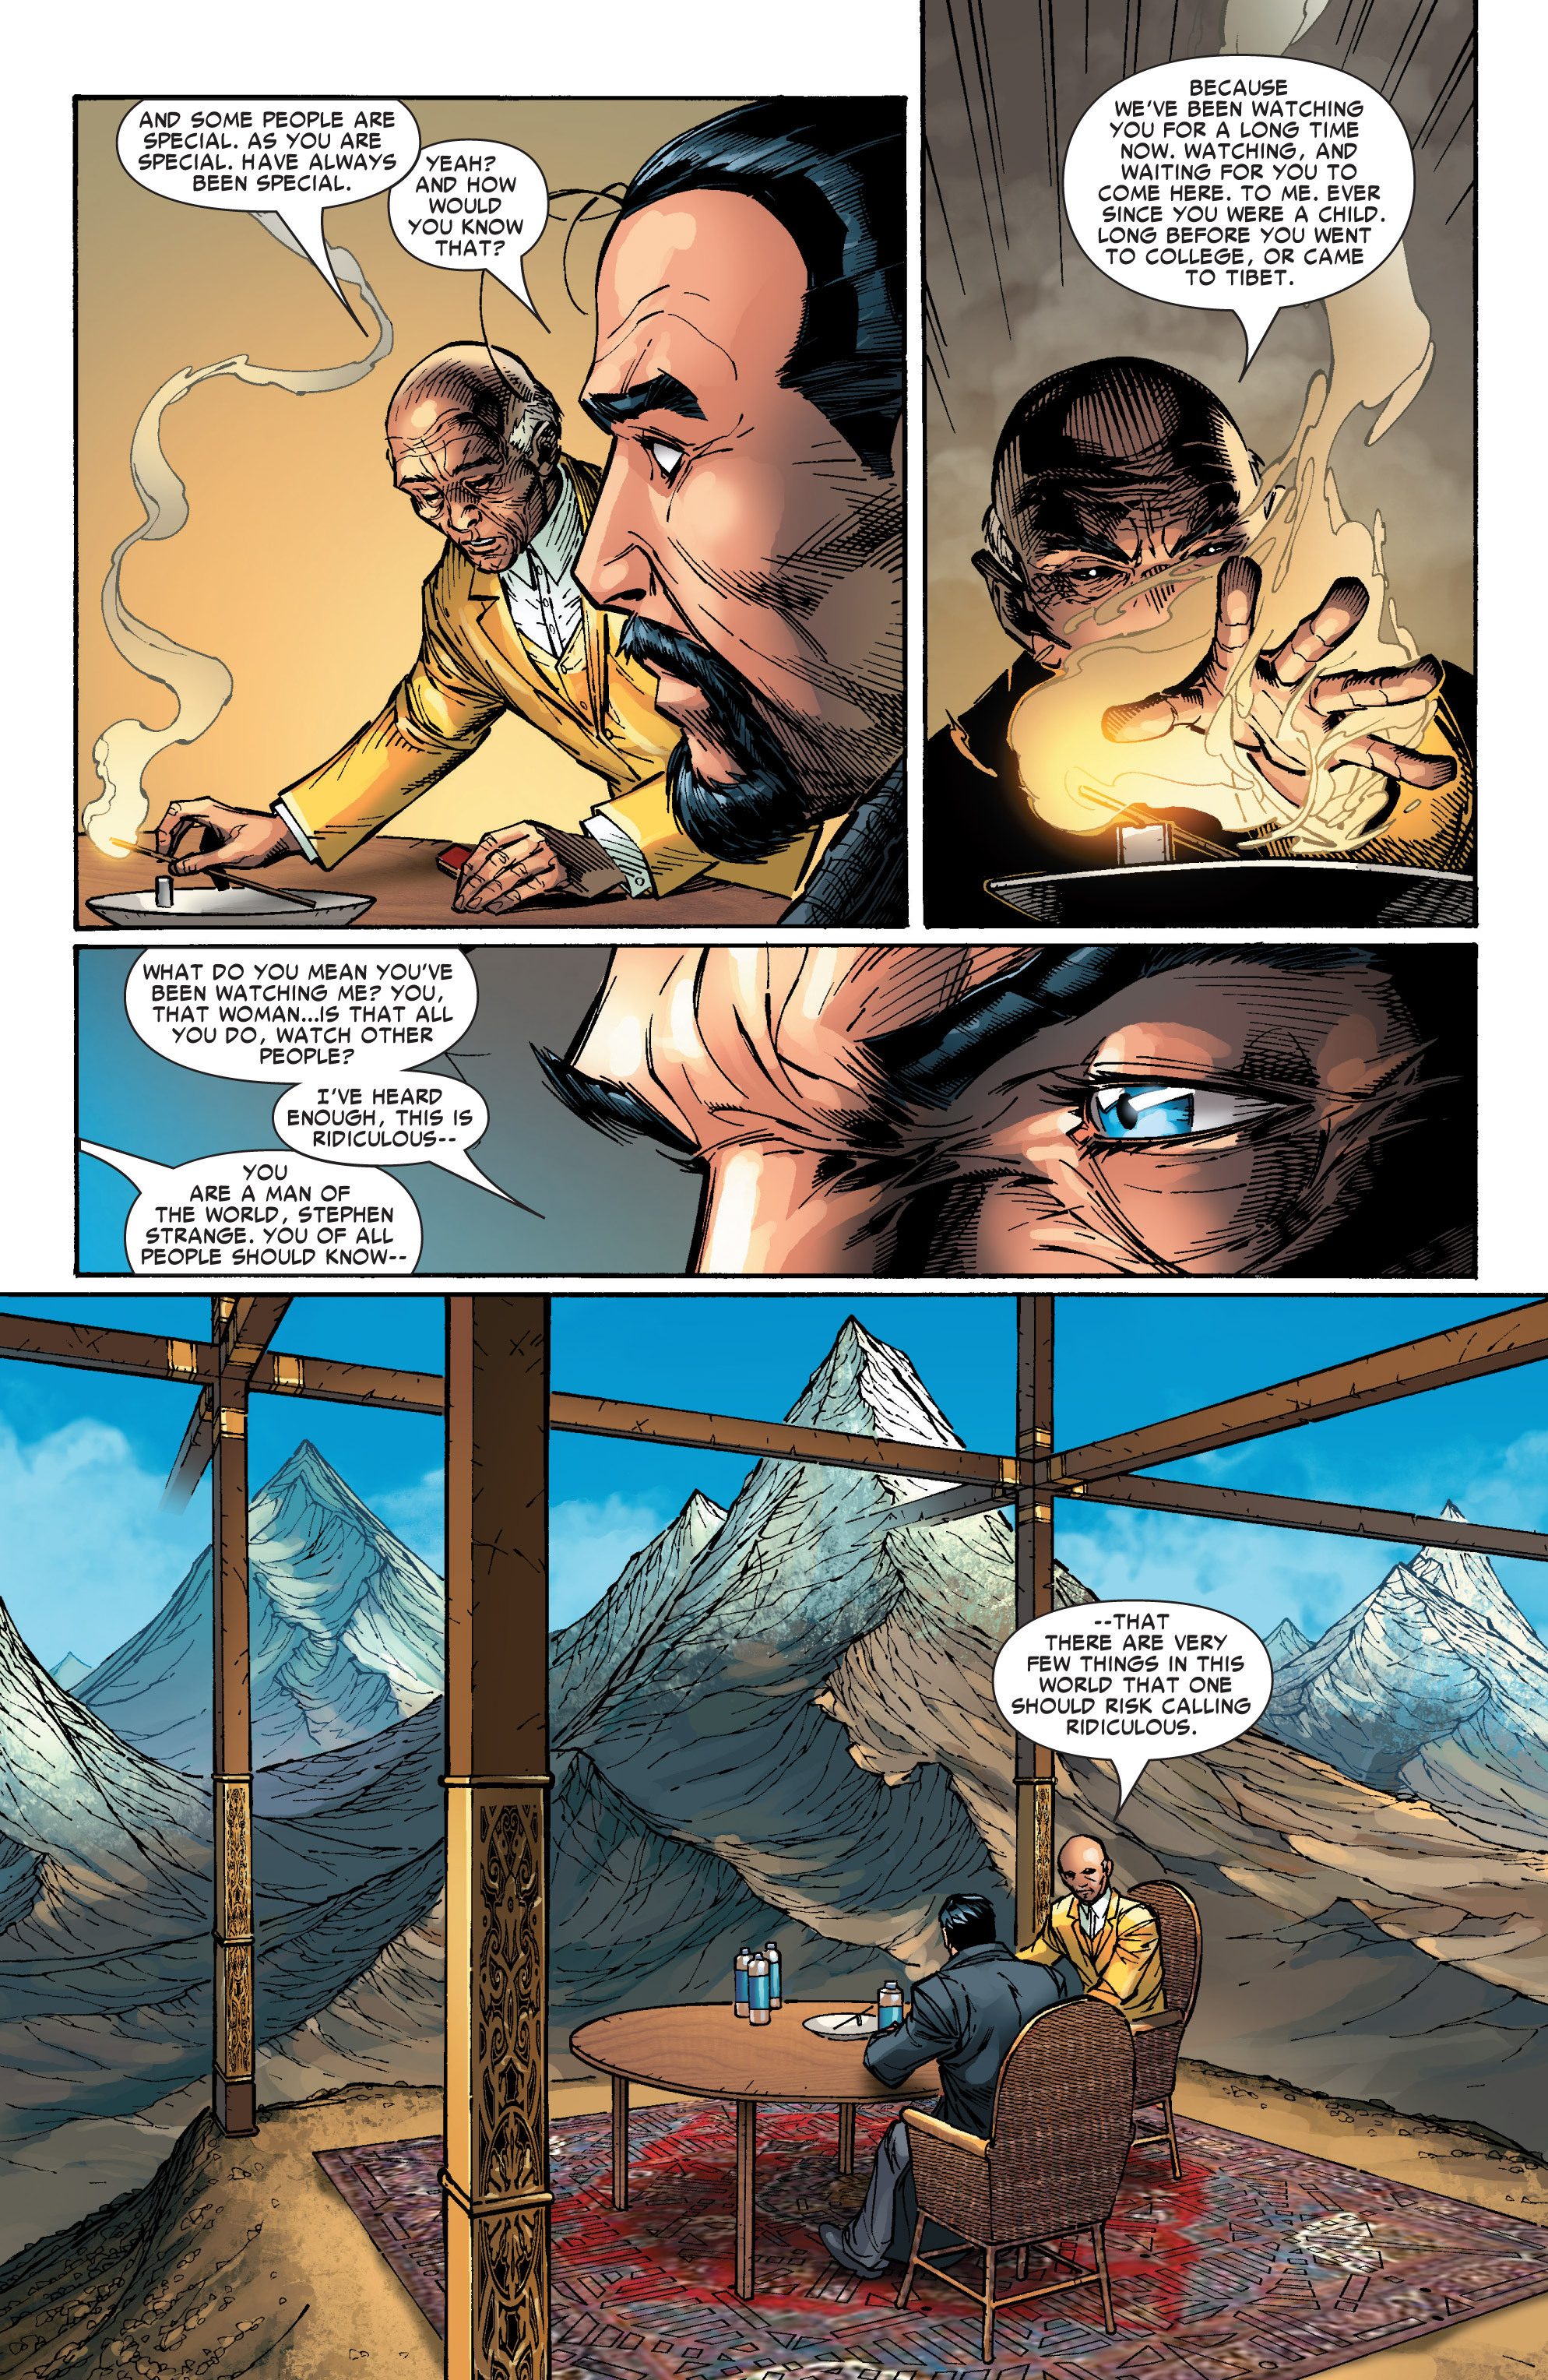 AND SOME PEOPLE ARE
SPECIAL. AS YOU ARE
SPECIAL. HAVE ALWAYS
BEEN SPECIAL.
YEAH?
AND HOW
WOULD
YOU KNOW
THAT?
BECAUSE
WE'VE BEEN WATCHING
YOU FOR A LONG TIME
NOW. WATCHING, AND
WAITING FOR YOU TO
COME HERE. TO ME. EVER
SINCE YOU WERE A CHILD.
LONG BEFORE YOU WENT
TO COLLEGE, OR CAME
TO TIBET.
WHAT DO YOU MEAN YOU'VE
BEEN WATCHING ME? YOU,
THAT WOMAN...IS THAT ALL
YOU DO, WATCH OTHER
PEOPLE?
I'VE HEARD
ENOUGH, THIS IS
RIDICULOUS--
YOU
ARE A MAN OF
THE WORLD, STEPHEN
STRANGE. YOU OF ALL
PEOPLE SHOULD KNOW--
--THAT
THERE ARE VERY
FEW THINGS IN THIS
WORLD THAT ONE
SHOULD RISK CALLING
RIDICULOUS.